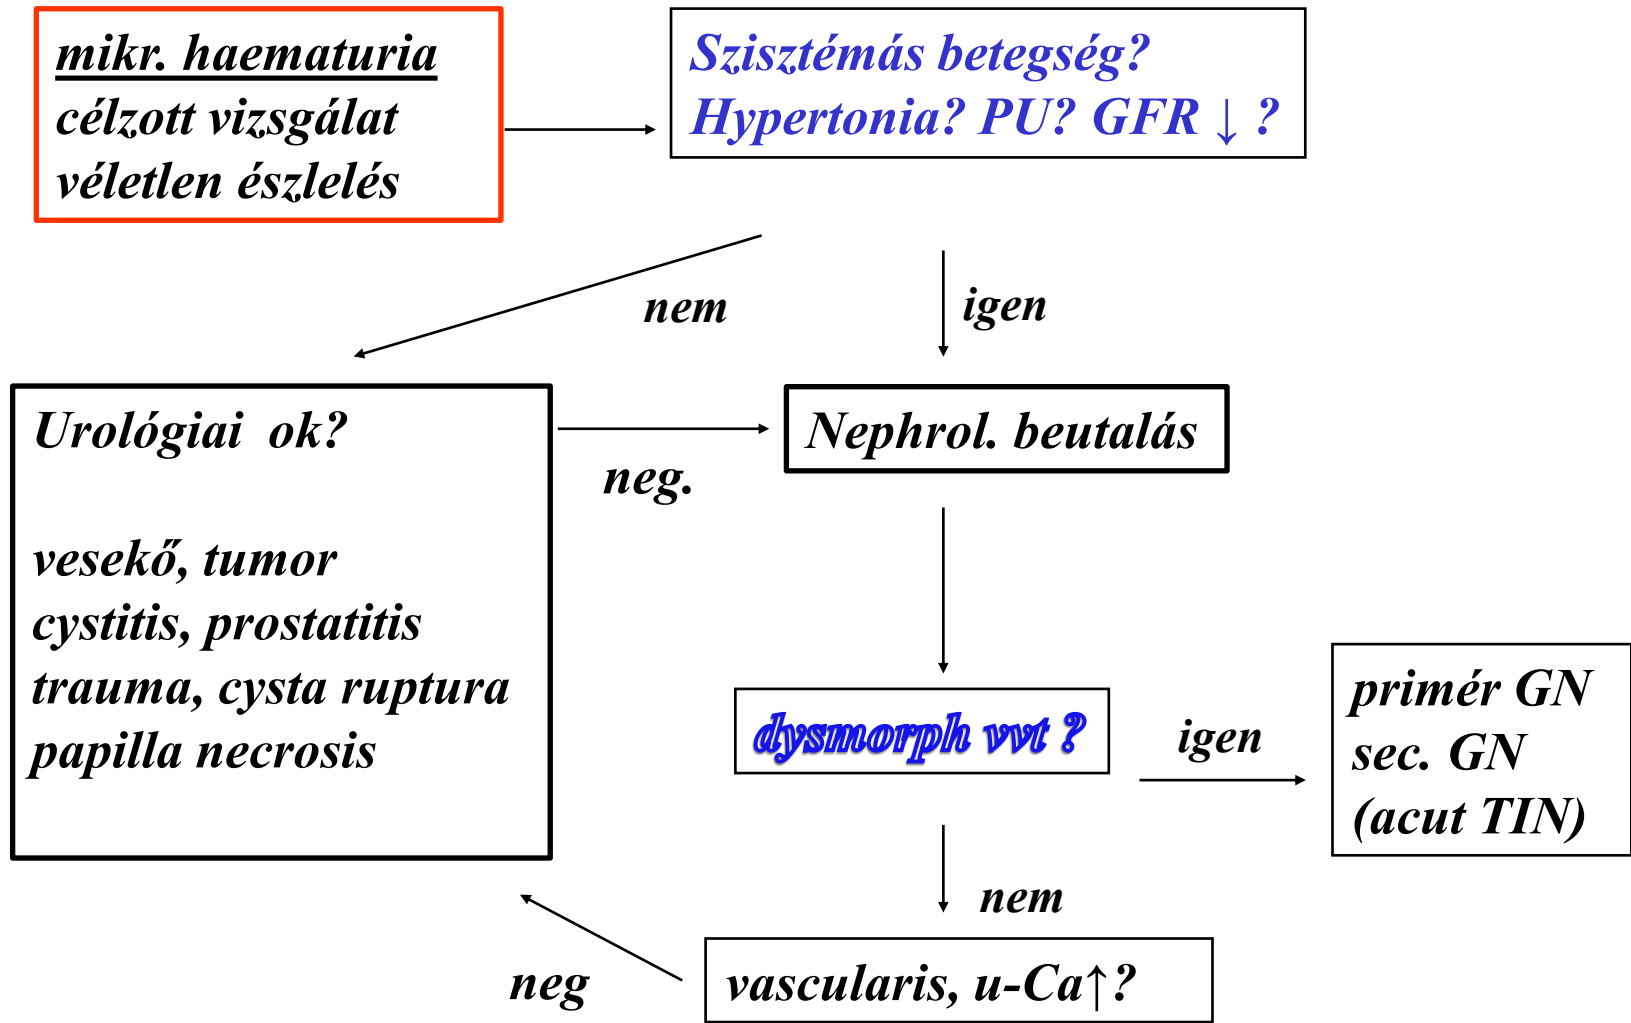 mikr. haematuria
célzott vizsgálat
véletlen észlelés
Szisztémás betegség?
Hypertonia? PU? GFR ↓ ?
nem
igen
Urológiai ok?
vesekő, tumor
cystitis, prostatitis
trauma, cysta ruptura
papilla necrosis
neg.
Nephrol. beutalás
dysmorph vvt ?
igen
primér GN
sec. GN
(acut TIN)
nem
neg
vascularis, u-Ca↑?